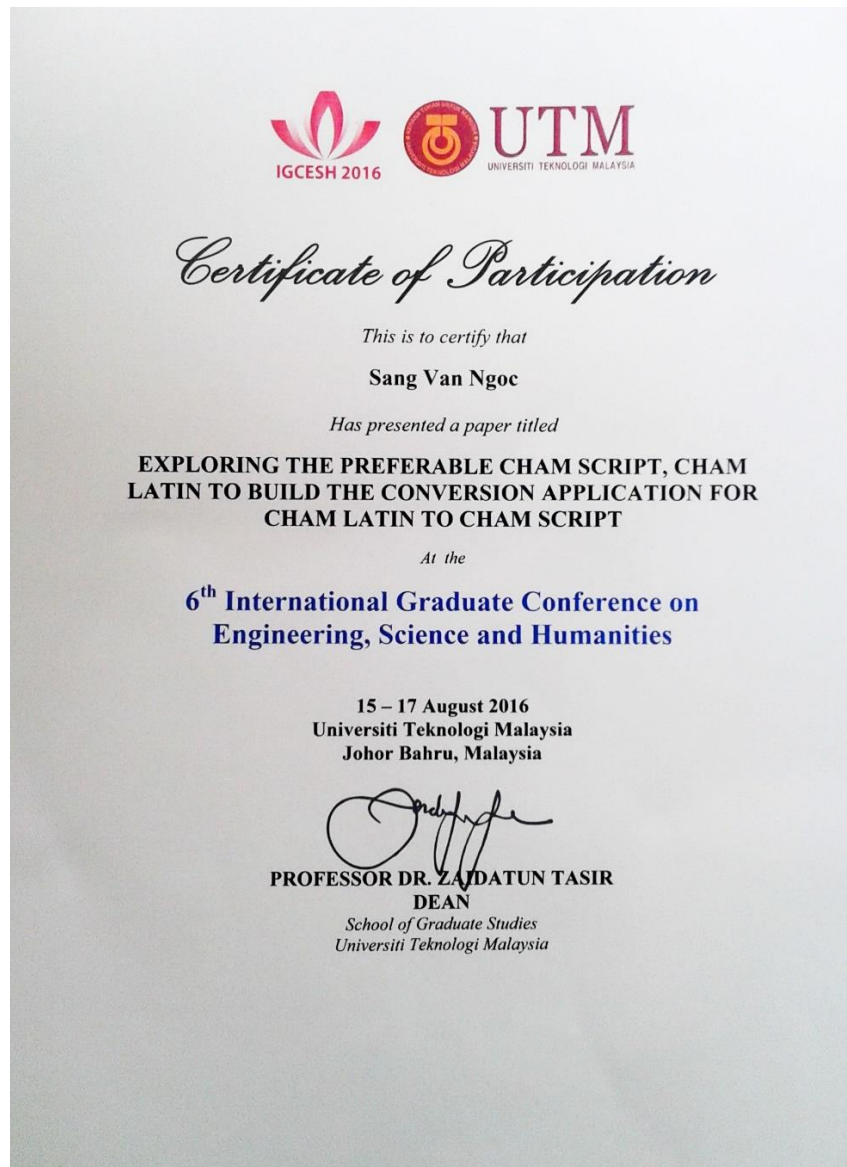 IGCESH 2016
UTM
UNIVERSITI TEKNOLOGI MALAYSIA
Certificate of Participation
This is to certify that
Sang Van Ngoc
Has presented a paper titled
EXPLORING THE PREFERABLE CHAM SCRIPT, CHAM
LATIN TO BUILD THE CONVERSION APPLICATION FOR
CHAM LATIN TO CHAM SCRIPT
At the
6th International Graduate Conference on
Engineering, Science and Humanities
15 – 17 August 2016
Universiti Teknologi Malaysia
Johor Bahru, Malaysia
PROFESSOR DR. ZAIDATUN TASIR
DEAN
School of Graduate Studies
Universiti Teknologi Malaysia